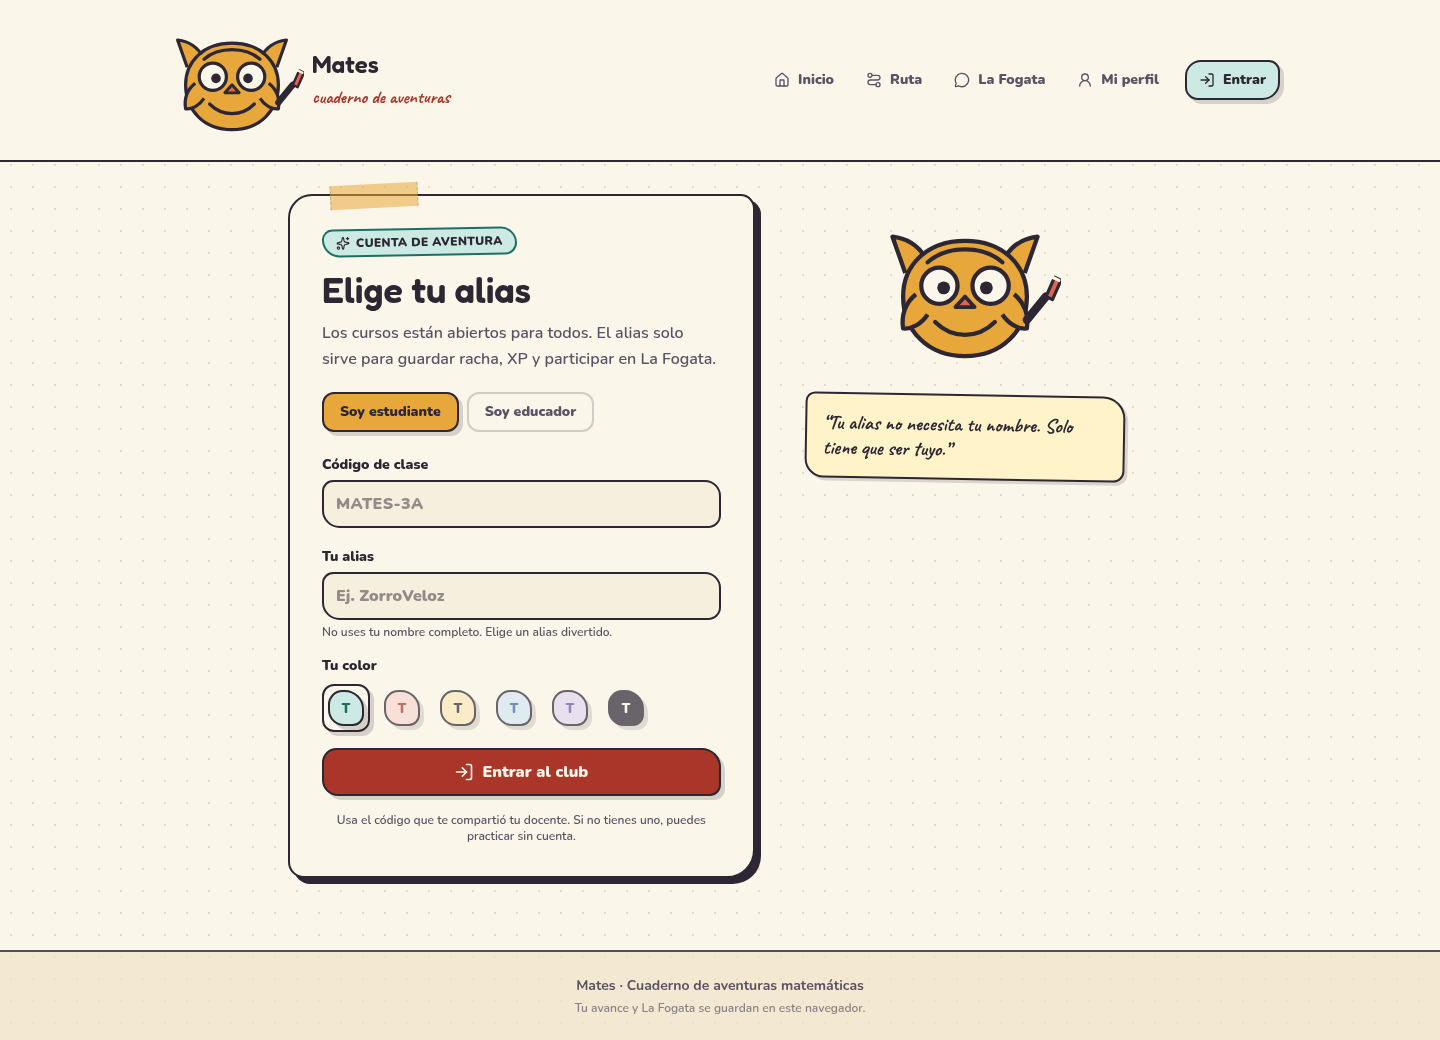 Mates
cuaderno de aventuras
Inicio
Ruta
La Fogata
Mi perfil
Entrar
CUENTA DE AVENTURA
Elige tu alias
Los cursos están abiertos para todos. El alias solo
sirve para guardar racha, XP y participar en La Fogata.
Soy estudiante
Soy educador
Código de clase
MATES-3A
Tu alias
Ej. ZorroVeloz
No uses tu nombre completo. Elige un alias divertido.
Tu color
T T T T T T
Entrar al club
Usa el código que te compartió tu docente. Si no tienes uno, puedes
practicar sin cuenta.
“Tu alias no necesita tu nombre. Solo
tiene que ser tuyo.”
Mates · Cuaderno de aventuras matemáticas
Tu avance y La Fogata se guardan en este navegador.